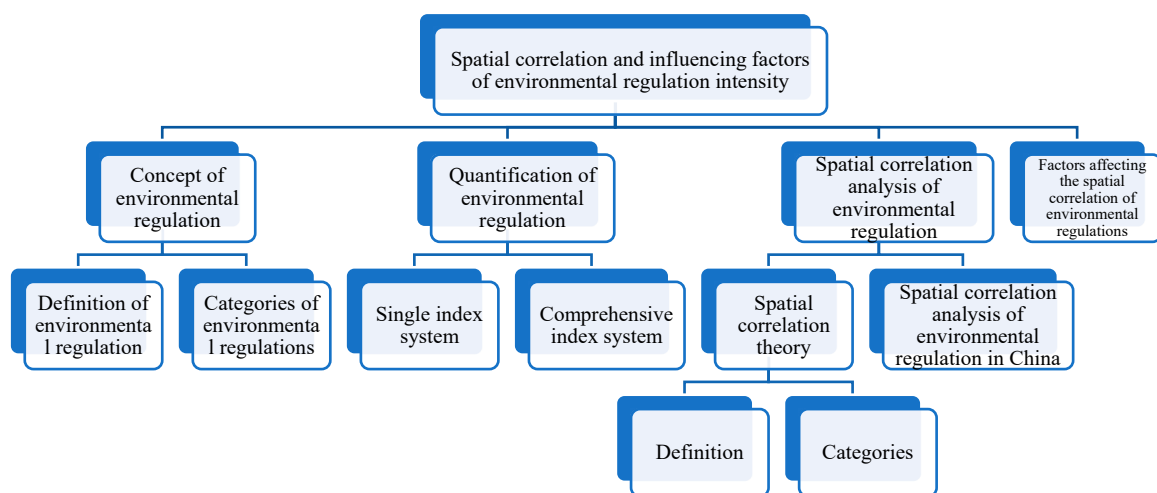 Spatial correlation and influencing factors
of environmental regulation intensity
Concept of
environmental
regulation
Quantification of
environmental
regulation
Spatial correlation
analysis of
environmental
regulation
Factors affecting
the spatial
correlation of
environmental
regulations
Definition of
environmenta
l regulation
Categories of
environmenta
l regulations
Single index
system
Comprehensive
index system
Spatial
correlation
theory
Spatial correlation
analysis of
environmental
regulation in China
Definition
Categories